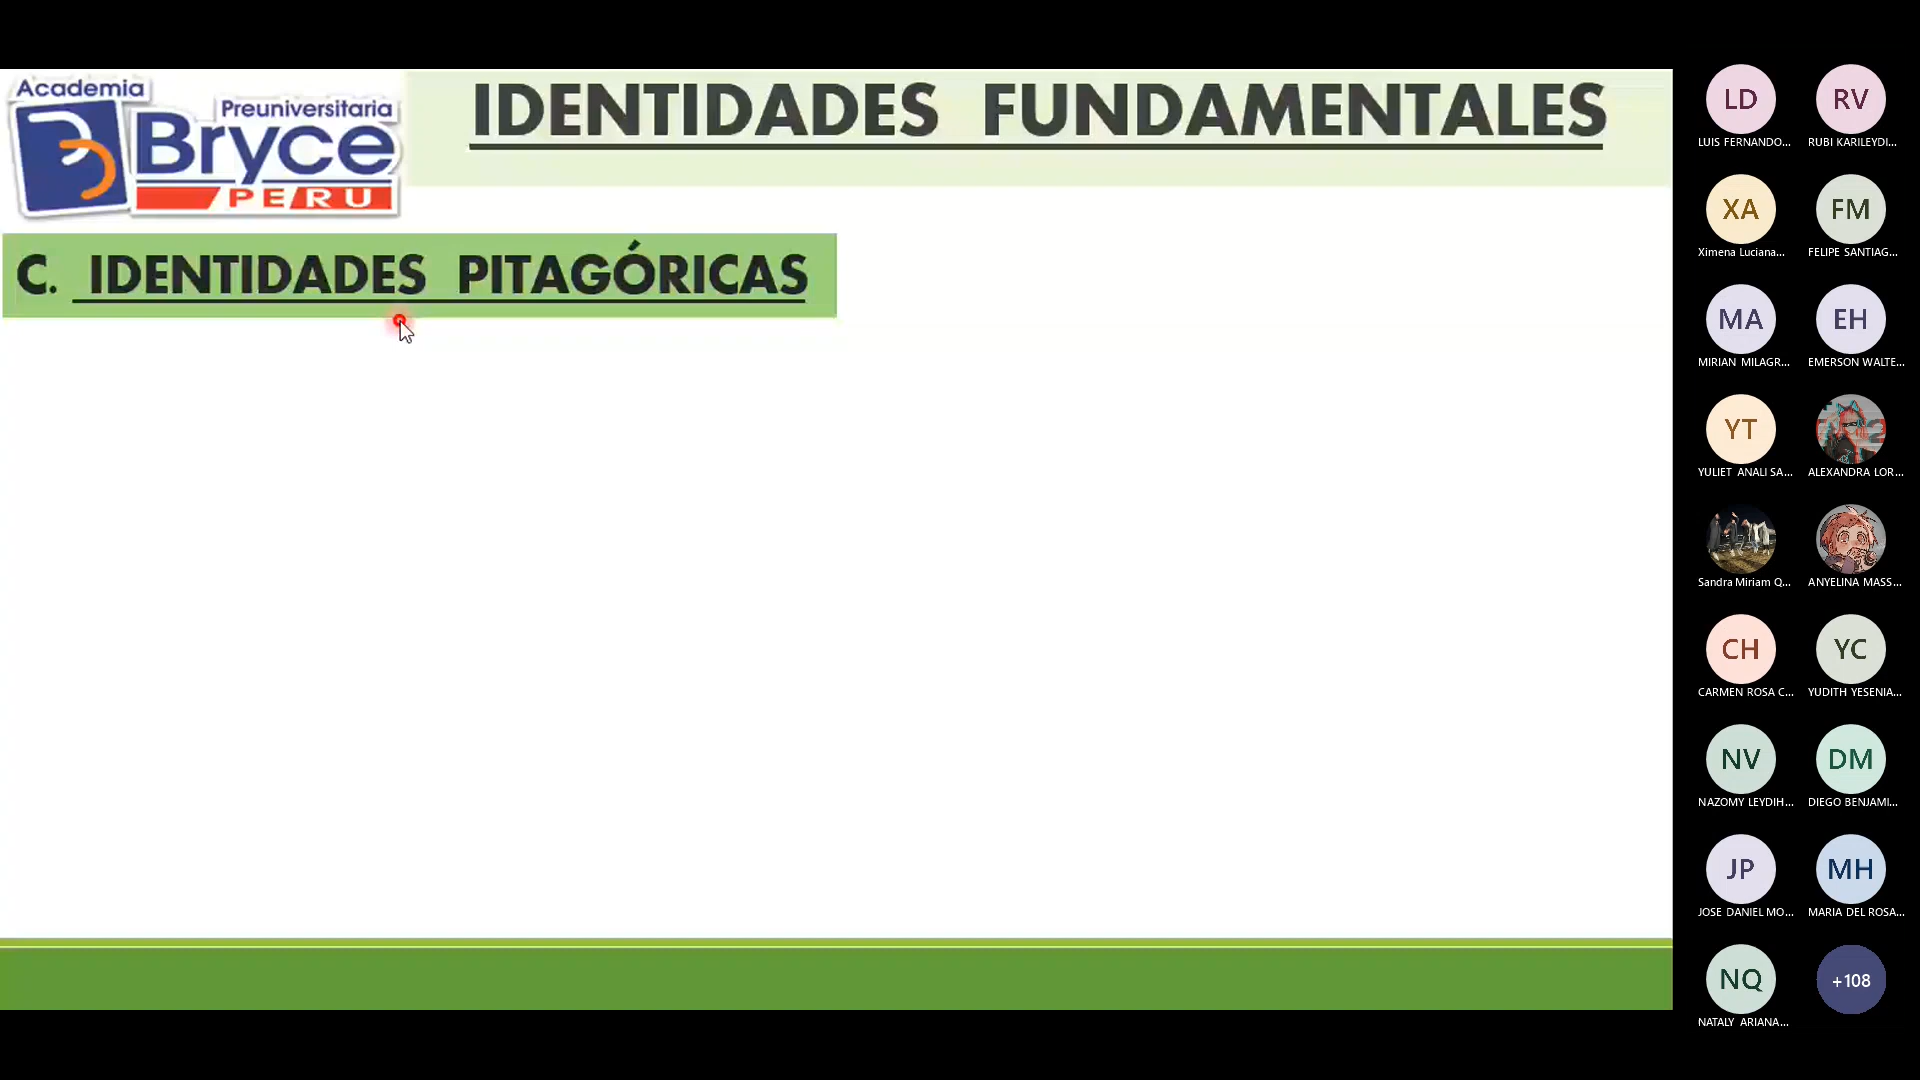 Academia
Preuniversitaria
Bryce
PERU
IDENTIDADES FUNDAMENTALES
C. IDENTIDADES PITAGÓRICAS
LD
LUIS FERNANDO...
RV
RUBI KARILEYDI...
XA
Ximena Luciana...
FM
FELIPE SANTIAG...
MA
MIRIAN MILAGR...
EH
EMERSON WALTE...
YT
YULIET ANALI SA...
ALEXANDRA LOR...
Sandra Miriam Q...
ANYELINA MASS...
CH
CARMEN ROSA C...
YC
YUDITH YESENIA...
NV
NAZOMY LEYDIH...
DM
DIEGO BENJAMI...
JP
JOSE DANIEL MO...
MH
MARIA DEL ROSA...
NQ
NATALY ARIANA...
+108